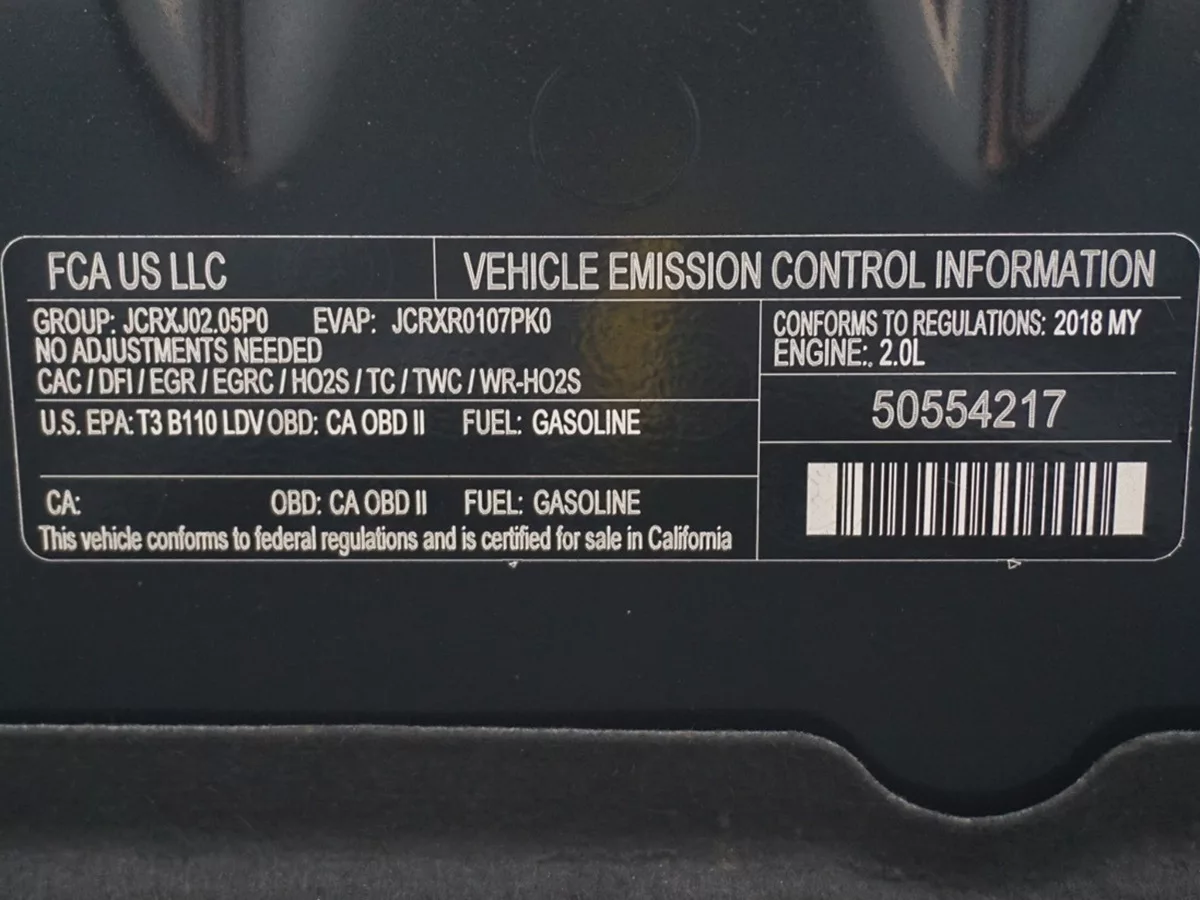 FCA US LLC
VEHICLE EMISSION CONTROL INFORMATION
GROUP: JCRXJ02.05P0 EVAP: JCRXR0107PK0
NO ADJUSTMENTS NEEDED
CAC / DFI / EGR / EGRC / HO2S / TC / TWC / WR-HO2S
CONFORMS TO REGULATIONS: 2018 MY
ENGINE:. 2.0L
U.S. EPA: T3 B110 LDV OBD: CA OBD II FUEL: GASOLINE
50554217
CA: OBD: CA OBD II FUEL: GASOLINE
This vehicle conforms to federal regulations and is certified for sale in California